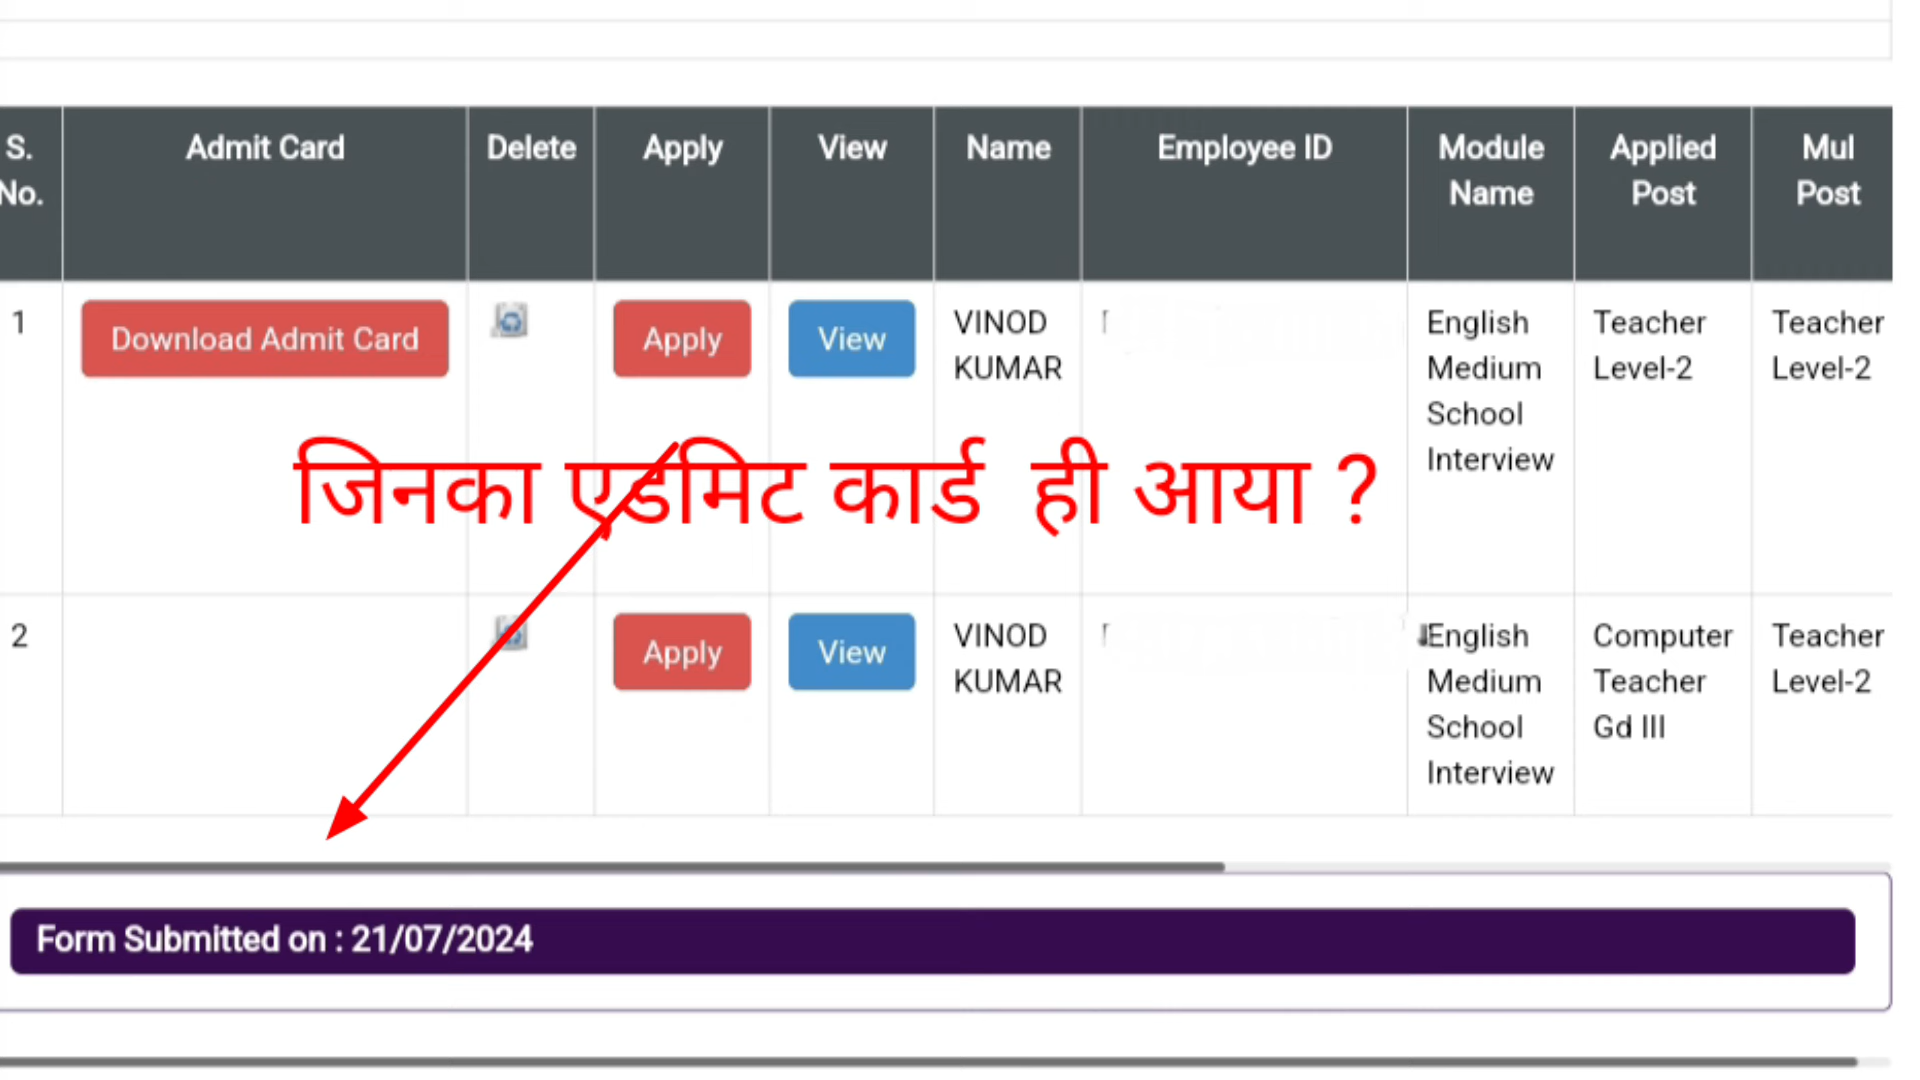 S. No.
Admit Card
Delete
Apply
View
Name
Employee ID
Module Name
Applied Post
Mul Post
1
Download Admit Card
Apply
View
VINOD KUMAR
English Medium School Interview
Teacher Level-2
Teacher Level-2
जिनका एडमिट कार्ड ही आया ?
2
Apply
View
VINOD KUMAR
English Medium School Interview
Computer Teacher Gd III
Teacher Level-2
Form Submitted on : 21/07/2024